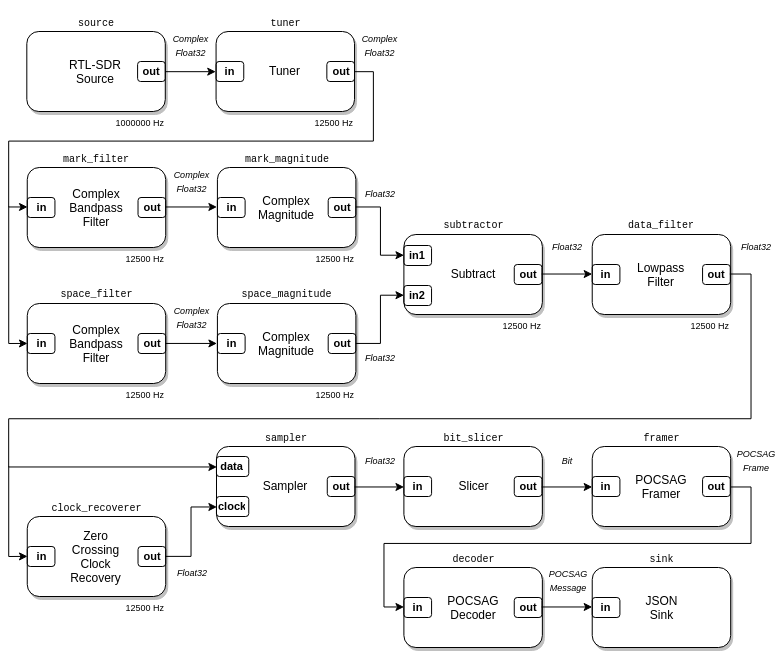 source
tuner
Complex
Float32
Complex
Float32
RTL-SDR
Source
out
in
Tuner
out
1000000 Hz
12500 Hz
mark_filter
mark_magnitude
Complex
Float32
Float32
in
Complex
Bandpass
Filter
out
in
Complex
Magnitude
out
12500 Hz
12500 Hz
subtractor
data_filter
in1
in2
Subtract
out
Float32
in
Lowpass
Filter
out
Float32
12500 Hz
12500 Hz
space_filter
space_magnitude
Complex
Float32
in
Complex
Bandpass
Filter
out
in
Complex
Magnitude
out
Float32
12500 Hz
12500 Hz
sampler
bit_slicer
framer
data
clock
Sampler
out
Float32
in
Slicer
out
Bit
in
POCSAG
Framer
out
POCSAG
Frame
clock_recoverer
in
Zero
Crossing
Clock
Recovery
out
Float32
12500 Hz
decoder
sink
in
POCSAG
Decoder
out
POCSAG
Message
in
JSON
Sink